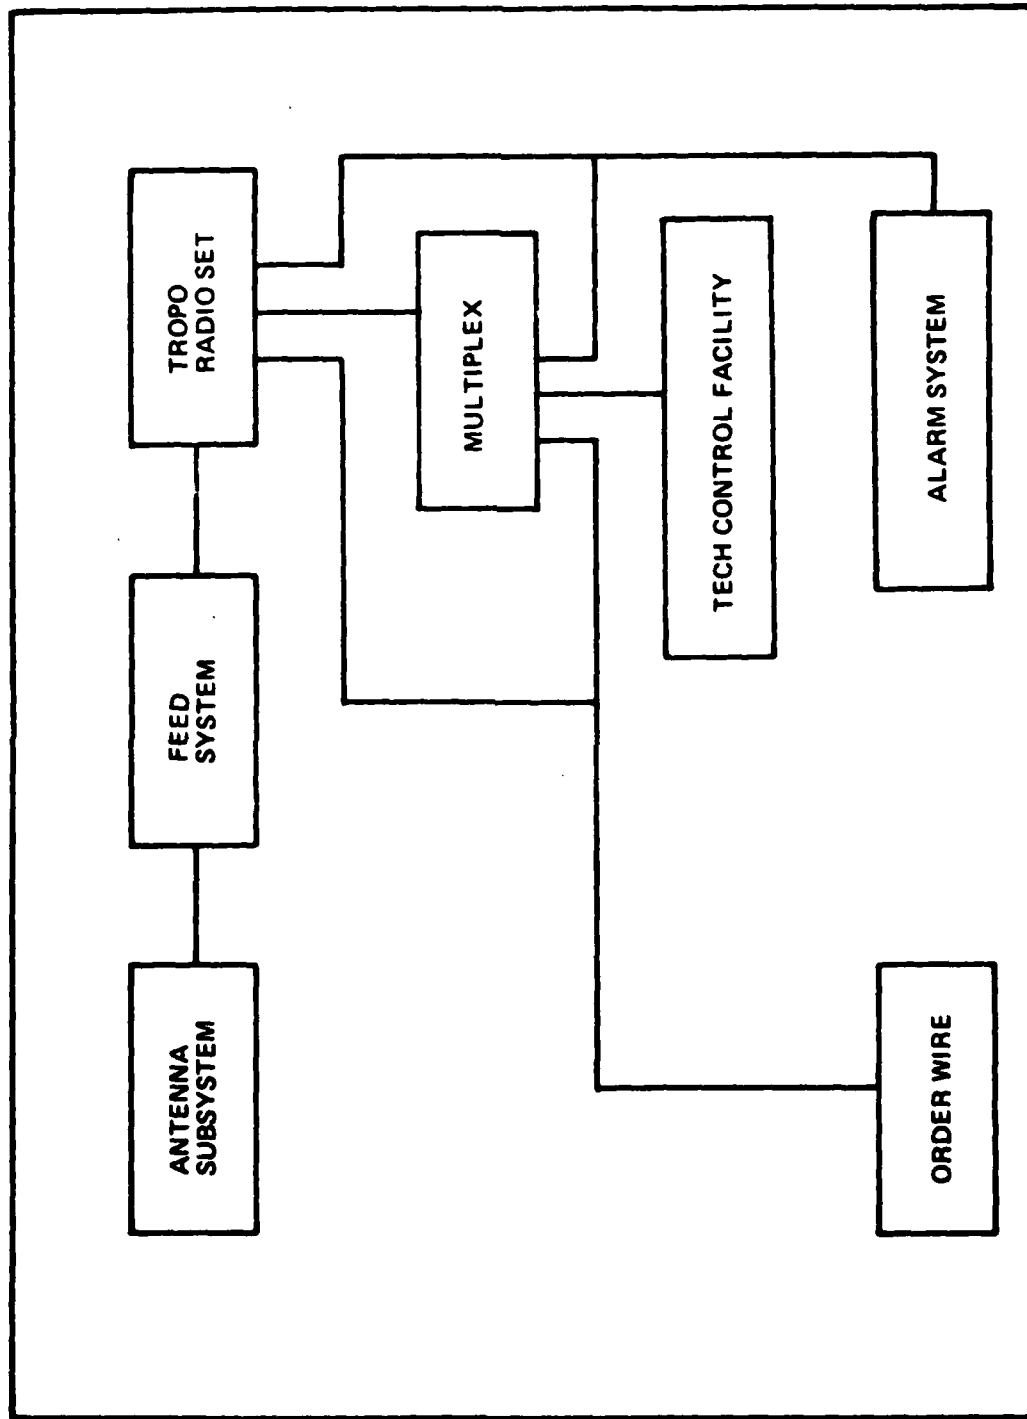 ANTENNA
SUBSYSTEM
FEED
SYSTEM
TROPO
RADIO SET
MULTIPLEX
TECH CONTROL FACILITY
ORDER WIRE
ALARM SYSTEM